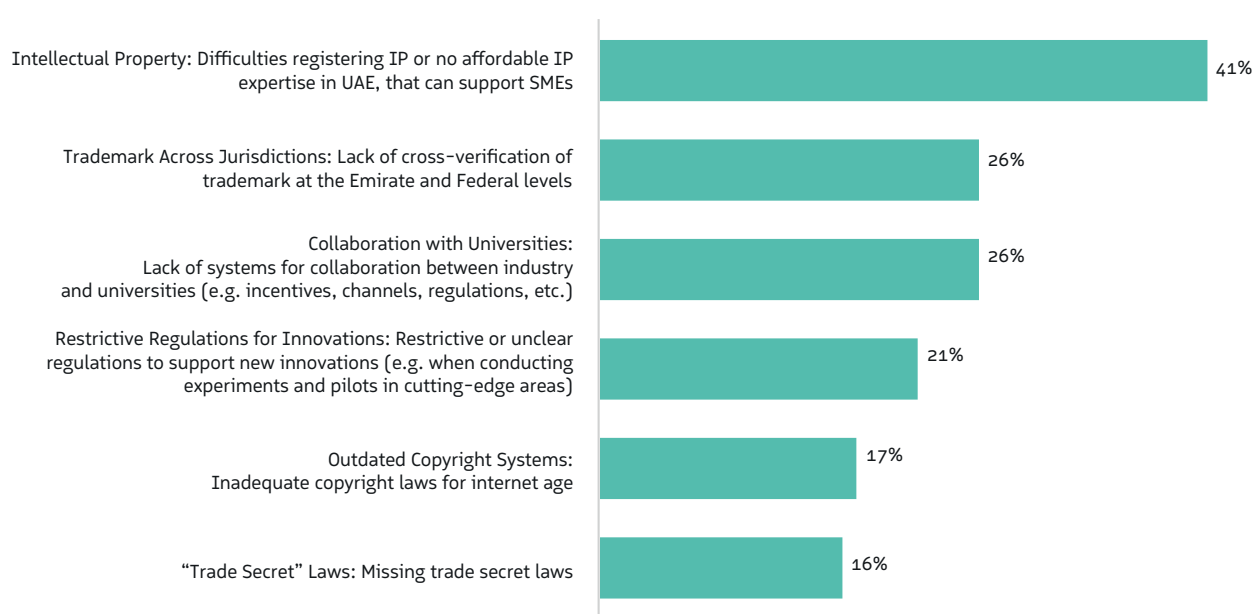 Intellectual Property: Difficulties registering IP or no affordable IP
expertise in UAE, that can support SMEs
41%
Trademark Across Jurisdictions: Lack of cross-verification of
trademark at the Emirate and Federal levels
26%
Collaboration with Universities:
Lack of systems for collaboration between industry
and universities (e.g. incentives, channels, regulations, etc.)
26%
Restrictive Regulations for Innovations: Restrictive or unclear
regulations to support new innovations (e.g. when conducting
experiments and pilots in cutting-edge areas)
21%
Outdated Copyright Systems:
Inadequate copyright laws for internet age
17%
“Trade Secret” Laws: Missing trade secret laws
16%